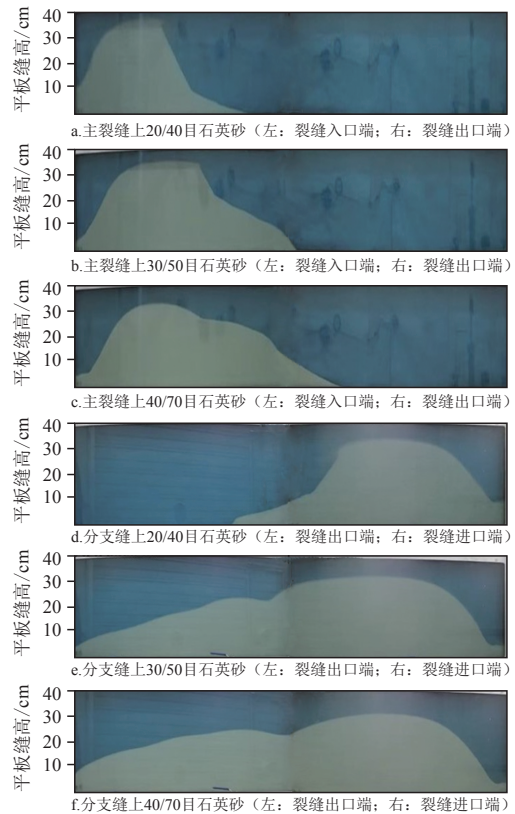 平板缝高/cm
40
30
20
10
a.主裂缝上20/40目石英砂（左：裂缝入口端；右：裂缝出口端）
平板缝高/cm
40
30
20
10
b.主裂缝上30/50目石英砂（左：裂缝入口端；右：裂缝出口端）
平板缝高/cm
40
30
20
10
c.主裂缝上40/70目石英砂（左：裂缝入口端；右：裂缝出口端）
平板缝高/cm
40
30
20
10
d.分支缝上20/40目石英砂（左：裂缝出口端；右：裂缝进口端）
平板缝高/cm
40
30
20
10
e.分支缝上30/50目石英砂（左：裂缝出口端；右：裂缝进口端）
平板缝高/cm
40
30
20
10
f.分支缝上40/70目石英砂（左：裂缝出口端；右：裂缝进口端）